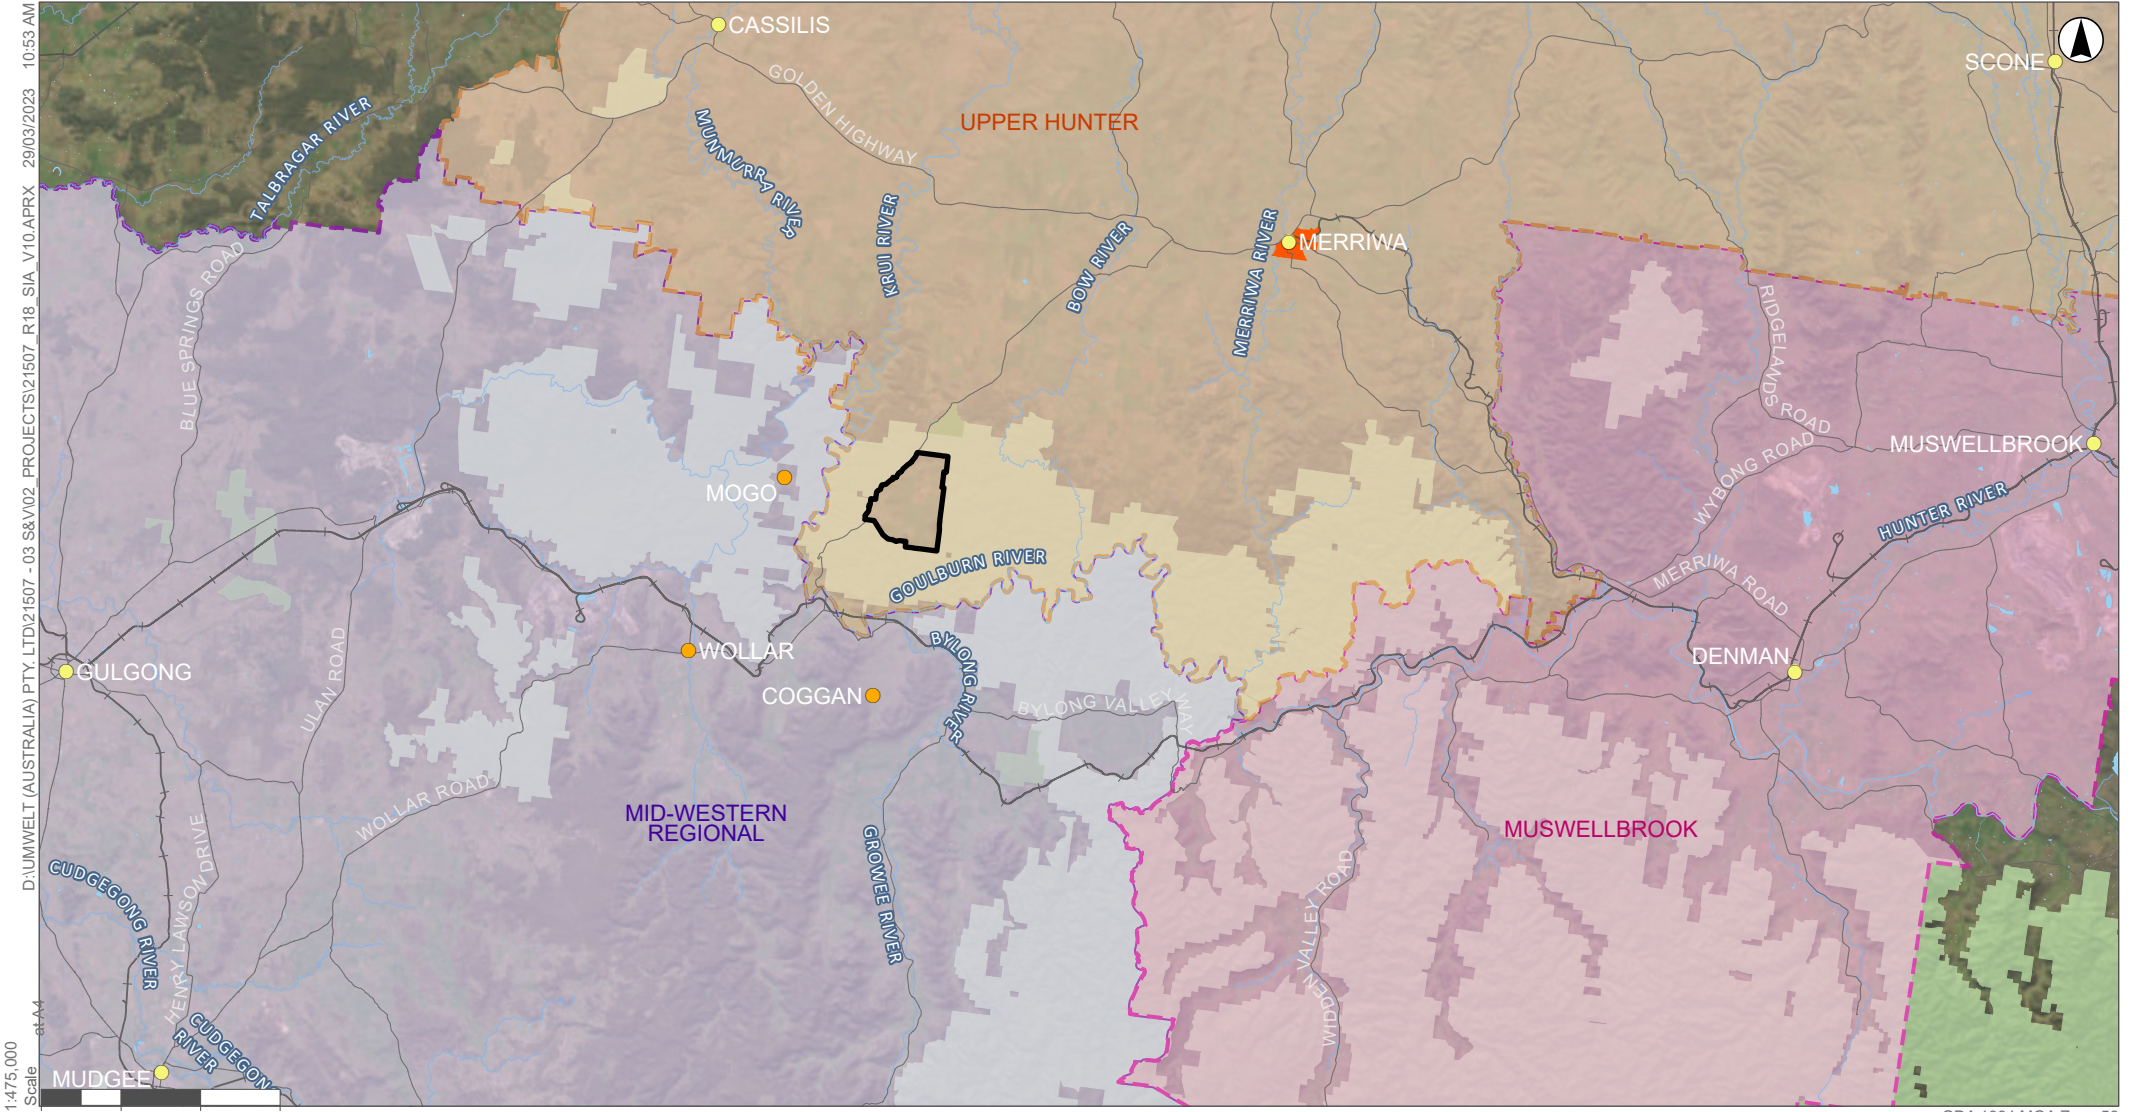 CASSILIS
SCONE
GOLDEN HIGHWAY
TALBRAGAR RIVER
UPPER HUNTER
MUNMURRA RIVER
KRUI RIVER
BOW RIVER
MERRIWA RIVER
MERRIWA
BLUE SPRINGS ROAD
RIDGELANDS ROAD
MUSWELLBROOK
WYBONG ROAD
MOGO
HUNTER RIVER
GOULBURN RIVER
MERRIWA ROAD
WOLLAR
BYLONG RIVER
DENMAN
GULGONG
ULAN ROAD
COGGAN
BYLONG VALLEY WAY
WOLLAR ROAD
MID-WESTERN
REGIONAL
MUSWELLBROOK
HENRY LAWSON DRIVE
CUDGEGONG RIVER
GROWEE RIVER
WIDDEN VALLEY ROAD
CUDGEGONG
RIVER
MUDGEE
D:\UMWELT (AUSTRALIA) PTY. LTD\21507 - 03 S&V\02_PROJECTS\21507_R18_SIA_V10.APRX 29/03/2023 10:53 AM
Scale
1:475,000
at A4